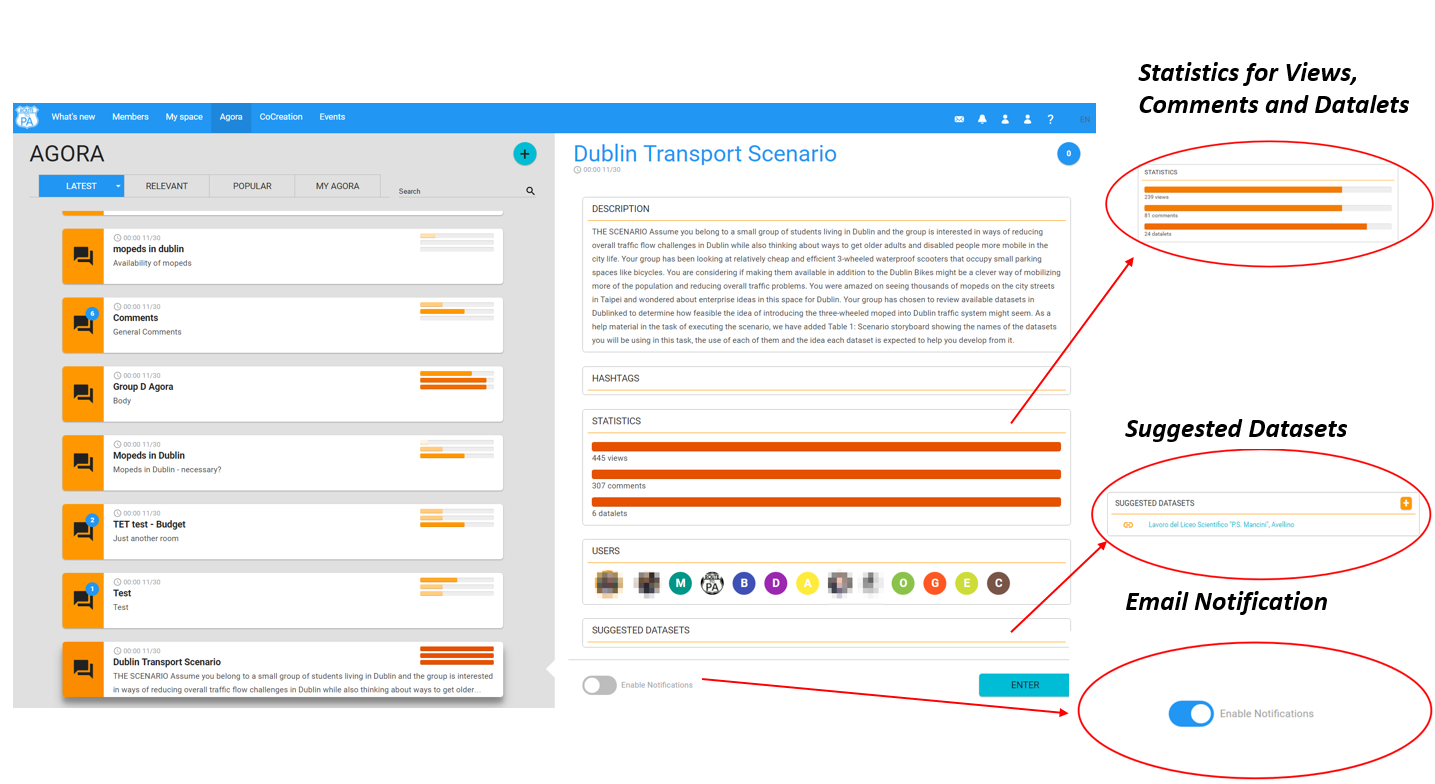 Statistics for Views,
Comments and Datalets
ROUTE
PA
What's new
Members
My space
Agora
CoCreation
Events
?
EN
AGORA
+
LATEST
RELEVANT
POPULAR
MY AGORA
Search
00:00 11/30
mopeds in dublin
Availability of mopeds
6
00:00 11/30
Comments
General Comments
00:00 11/30
Group D Agora
Body
00:00 11/30
Mopeds in Dublin
Mopeds in Dublin - necessary?
2
00:00 11/30
TET test - Budget
Just another room
1
00:00 11/30
Test
Test
00:00 11/30
Dublin Transport Scenario
THE SCENARIO Assume you belong to a small group of students living in Dublin and the group is interested
in ways of reducing overall traffic flow challenges in Dublin while also thinking about ways to get older...
Dublin Transport Scenario
0
00:00 11/30
DESCRIPTION
THE SCENARIO Assume you belong to a small group of students living in Dublin and the group is interested in ways of reducing
overall traffic flow challenges in Dublin while also thinking about ways to get older adults and disabled people more mobile in the
city life. Your group has been looking at relatively cheap and efficient 3-wheeled waterproof scooters that occupy small parking
spaces like bicycles. You are considering if making them available in addition to the Dublin Bikes might be a clever way of mobilizing
more of the population and reducing overall traffic problems. You were amazed on seeing thousands of mopeds on the city streets
in Taipei and wondered about enterprise ideas in this space for Dublin. Your group has chosen to review available datasets in
Dublinked to determine how feasible the idea of introducing the three-wheeled moped into Dublin traffic system might seem. As a
help material in the task of executing the scenario, we have added Table 1: Scenario storyboard showing the names of the datasets
you will be using in this task, the use of each of them and the idea each dataset is expected to help you develop from it.
HASHTAGS
STATISTICS
445 views
307 comments
6 datalets
USERS
M
PA
B
D
A
O
G
E
C
SUGGESTED DATASETS
Enable Notifications
ENTER
STATISTICS
239 views
81 comments
24 datalets
Suggested Datasets
SUGGESTED DATASETS
+
Lavoro del Liceo Scientifico "P.S. Mancini", Avellino
Email Notification
Enable Notifications